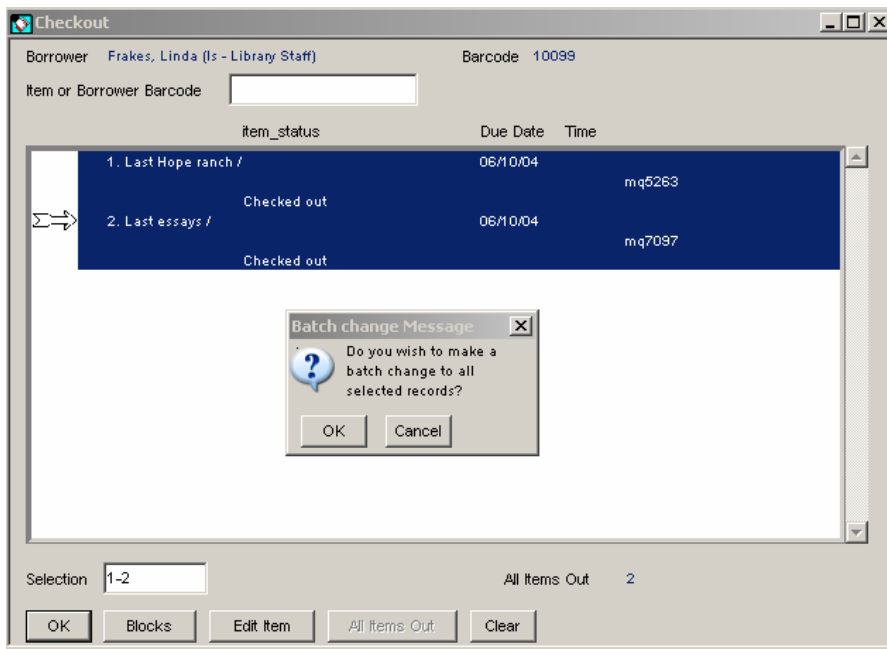 Checkout
Borrower Frakes, Linda (ls - Library Staff) Barcode 10099
Item or Borrower Barcode
item_status Due Date Time
1. Last Hope ranch / 06/10/04
mq5263
Checked out
2. Last essays / 06/10/04
mq7097
Checked out
Batch change Message
Do you wish to make a
batch change to all
selected records?
OK Cancel
Selection 1-2 All Items Out 2
OK Blocks Edit Item All Items Out Clear